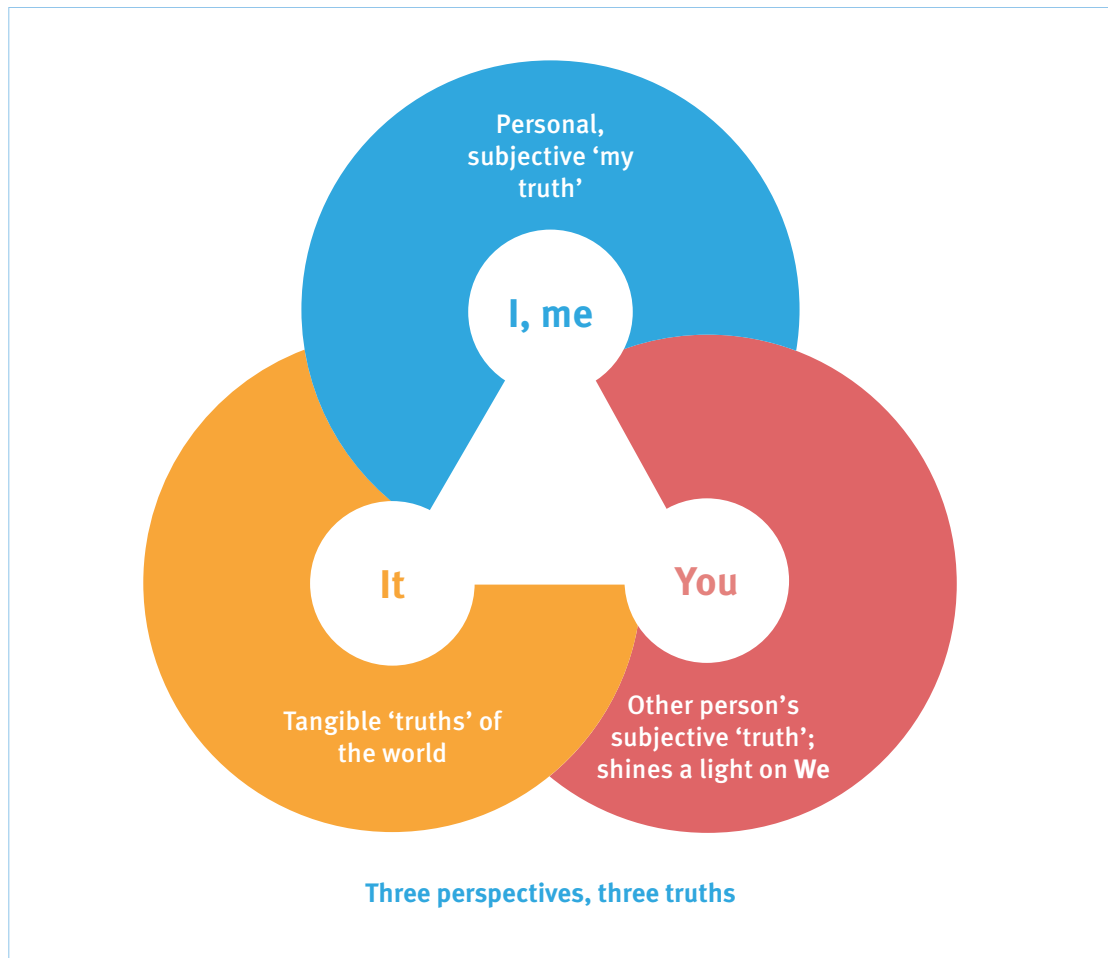 Personal,
subjective ‘my
truth’
I, me
It
You
Tangible ‘truths’ of
the world
Other person’s
subjective ‘truth’;
shines a light on We
Three perspectives, three truths